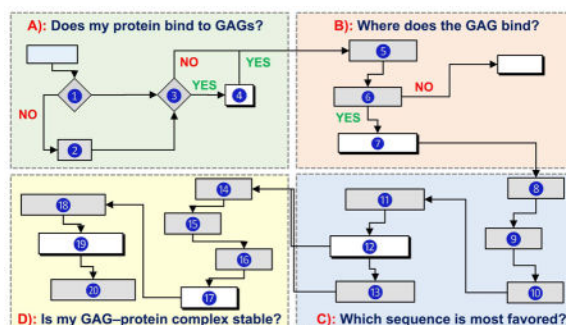 A): Does my protein bind to GAGs?
B): Where does the GAG bind?
NO
YES
1
3
4
NO
2
5
6
NO
YES
7
8
9
10
11
12
13
14
15
16
17
18
19
20
D): Is my GAG–protein complex stable?
C): Which sequence is most favored?